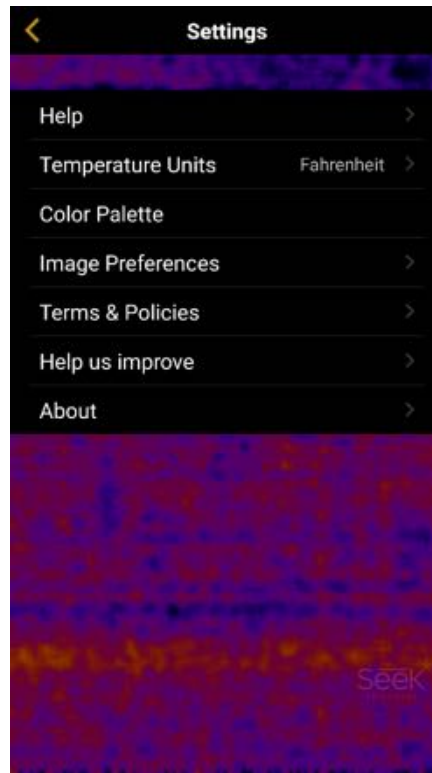 Settings
Help
Temperature Units Fahrenheit
Color Palette
Image Preferences
Terms & Policies
Help us improve
About
Seek